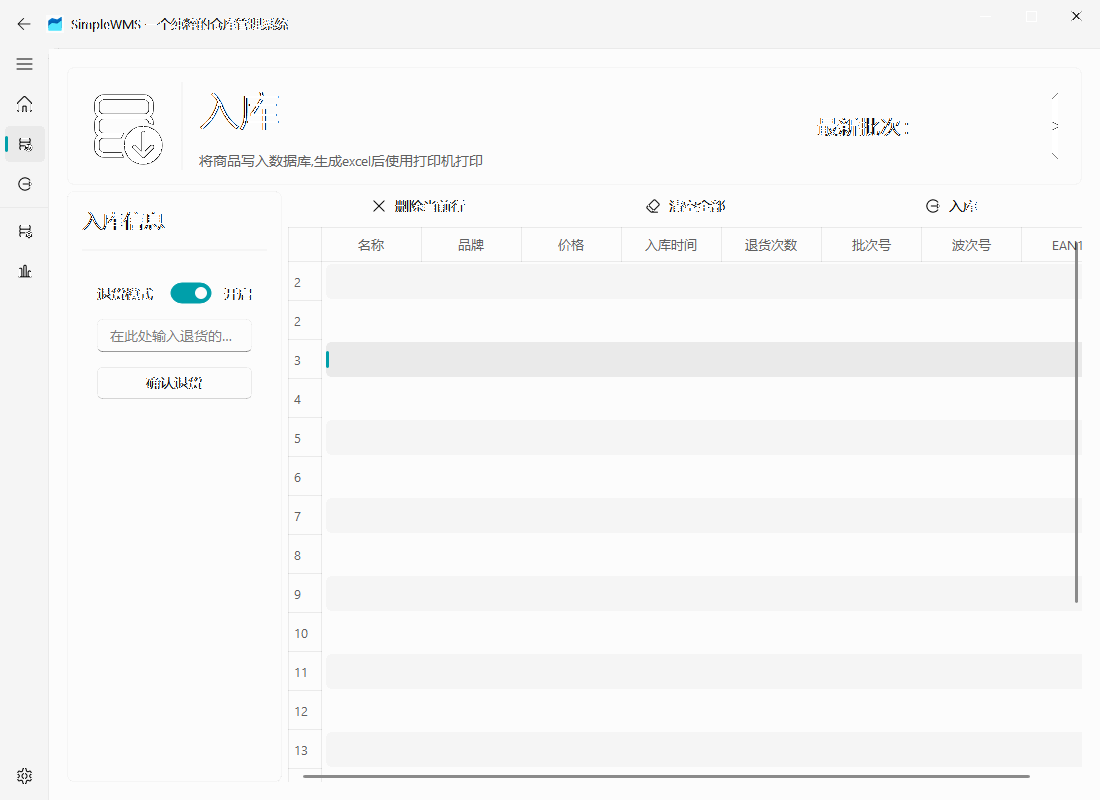 SimpleWMS - 一个纯粹的仓库管理系统
入库
将商品写入数据库,生成excel后使用打印机打印
最新批次:
入库信息
退货模式 开启
在此处输入退货的...
确认退货
删除当前行 清空全部 入库
名称 品牌 价格 入库时间 退货次数 批次号 波次号 EAN1
2
2
3
4
5
6
7
8
9
10
11
12
13